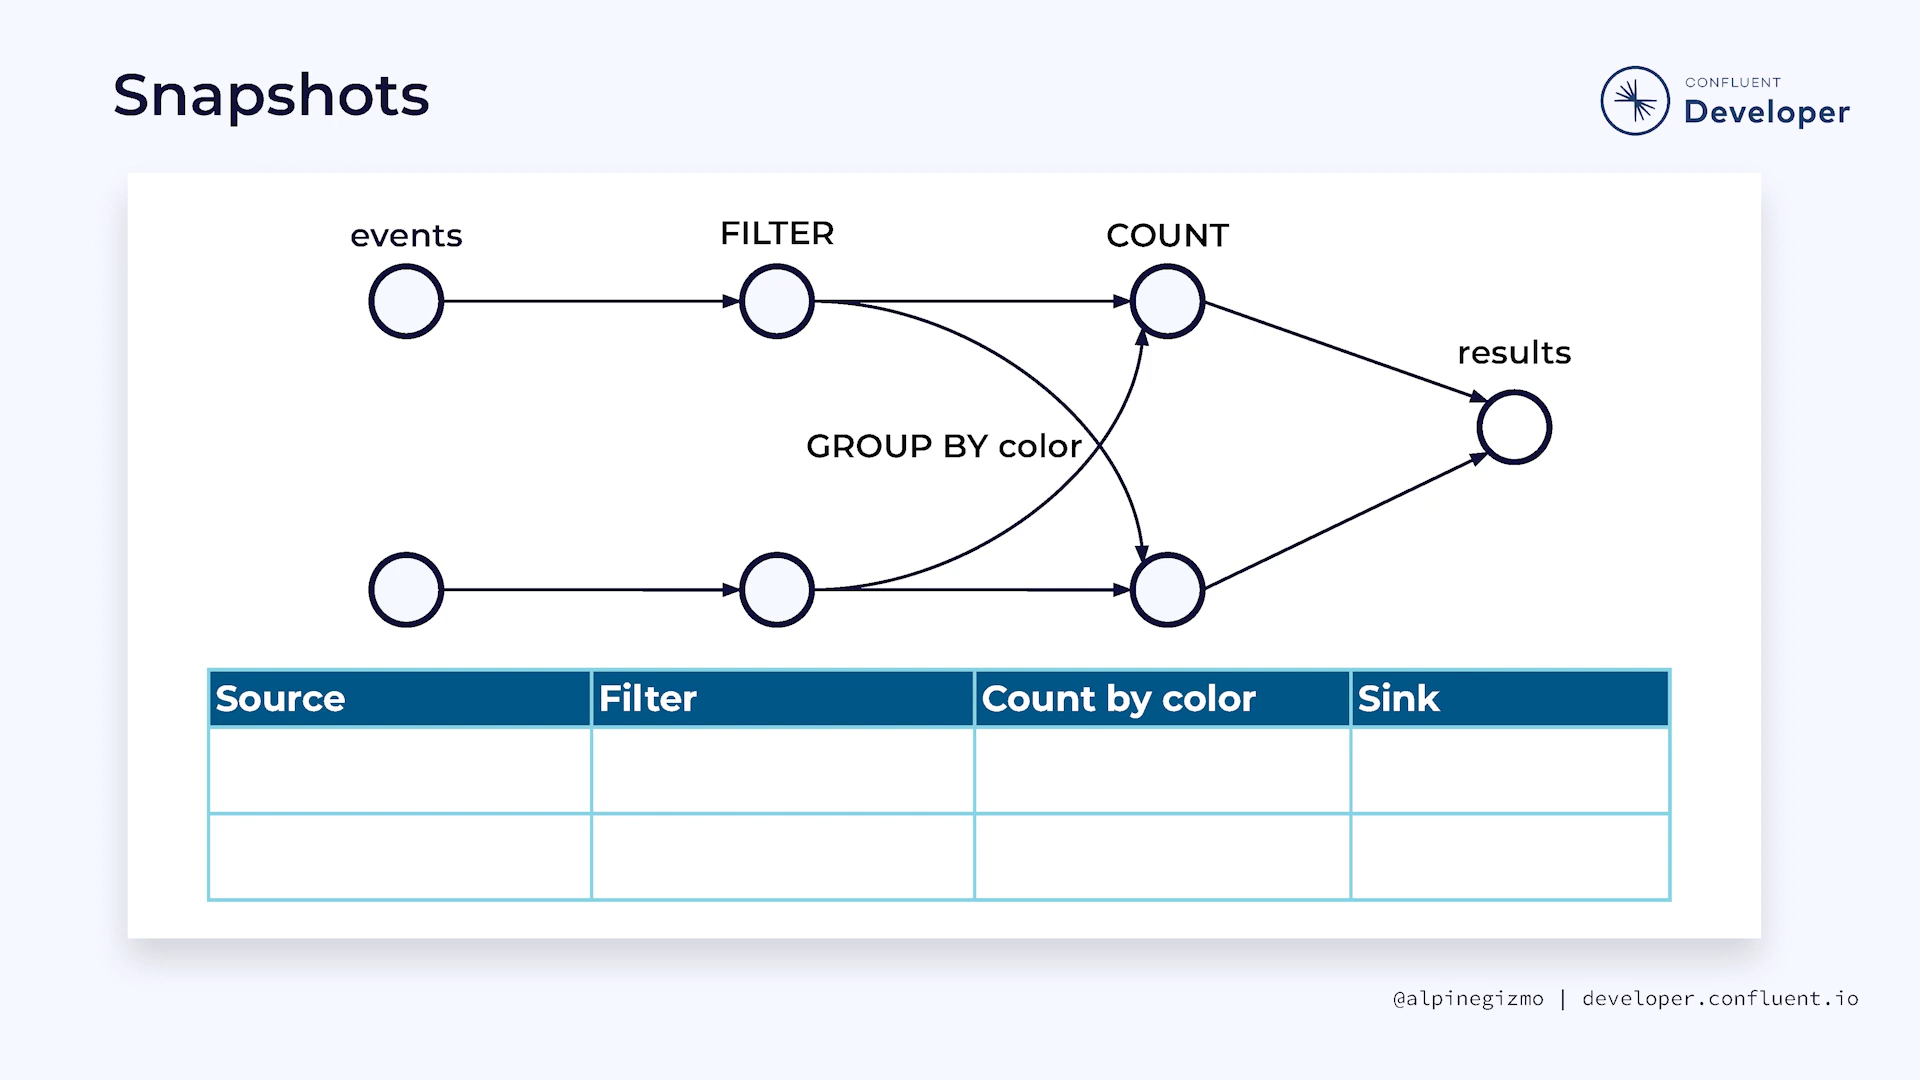 Snapshots
CONFLUENT
Developer
events
FILTER
COUNT
results
GROUP BY color
Source
Filter
Count by color
Sink
@alpinegizmo | developer.confluent.io